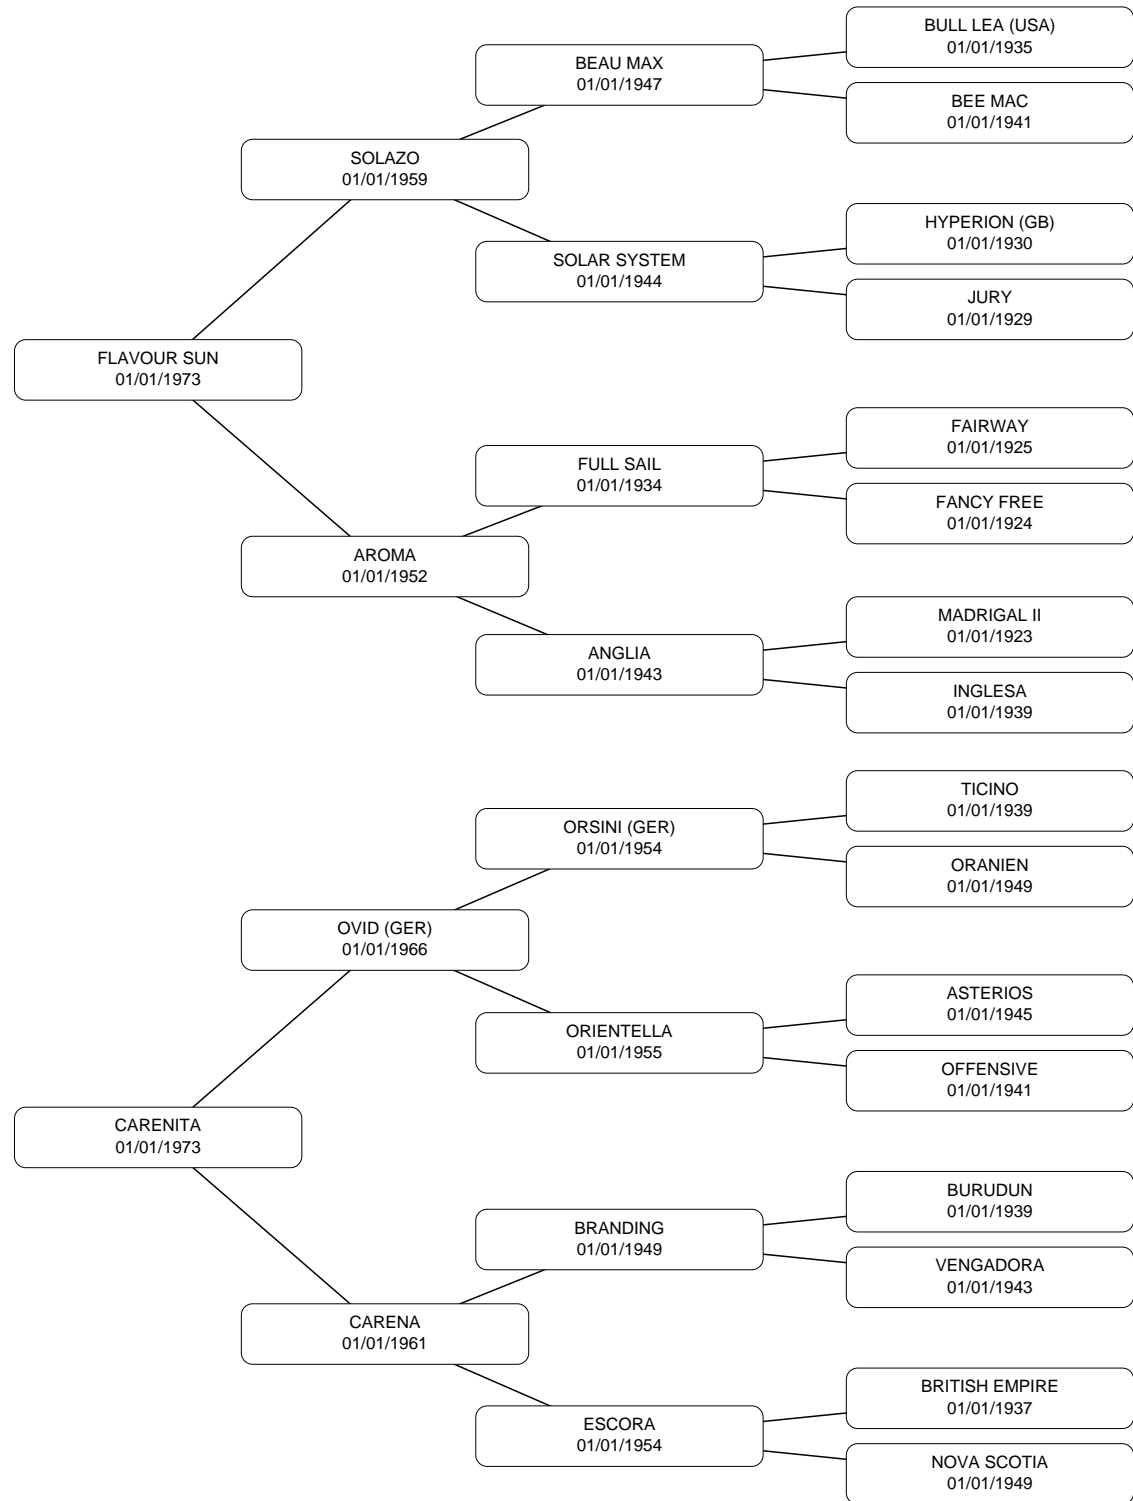 BULL LEA (USA)
01/01/1935
BEAU MAX
01/01/1947
BEE MAC
01/01/1941
SOLAZO
01/01/1959
HYPERION (GB)
01/01/1930
SOLAR SYSTEM
01/01/1944
JURY
01/01/1929
FLAVOUR SUN
01/01/1973
FAIRWAY
01/01/1925
FULL SAIL
01/01/1934
FANCY FREE
01/01/1924
AROMA
01/01/1952
MADRIGAL II
01/01/1923
ANGLIA
01/01/1943
INGLESA
01/01/1939
TICINO
01/01/1939
ORSINI (GER)
01/01/1954
ORANIEN
01/01/1949
OVID (GER)
01/01/1966
ASTERIOS
01/01/1945
ORIENTELLA
01/01/1955
OFFENSIVE
01/01/1941
CARENITA
01/01/1973
BURUDUN
01/01/1939
BRANDING
01/01/1949
VENGADORA
01/01/1943
CARENA
01/01/1961
BRITISH EMPIRE
01/01/1937
ESCORA
01/01/1954
NOVA SCOTIA
01/01/1949